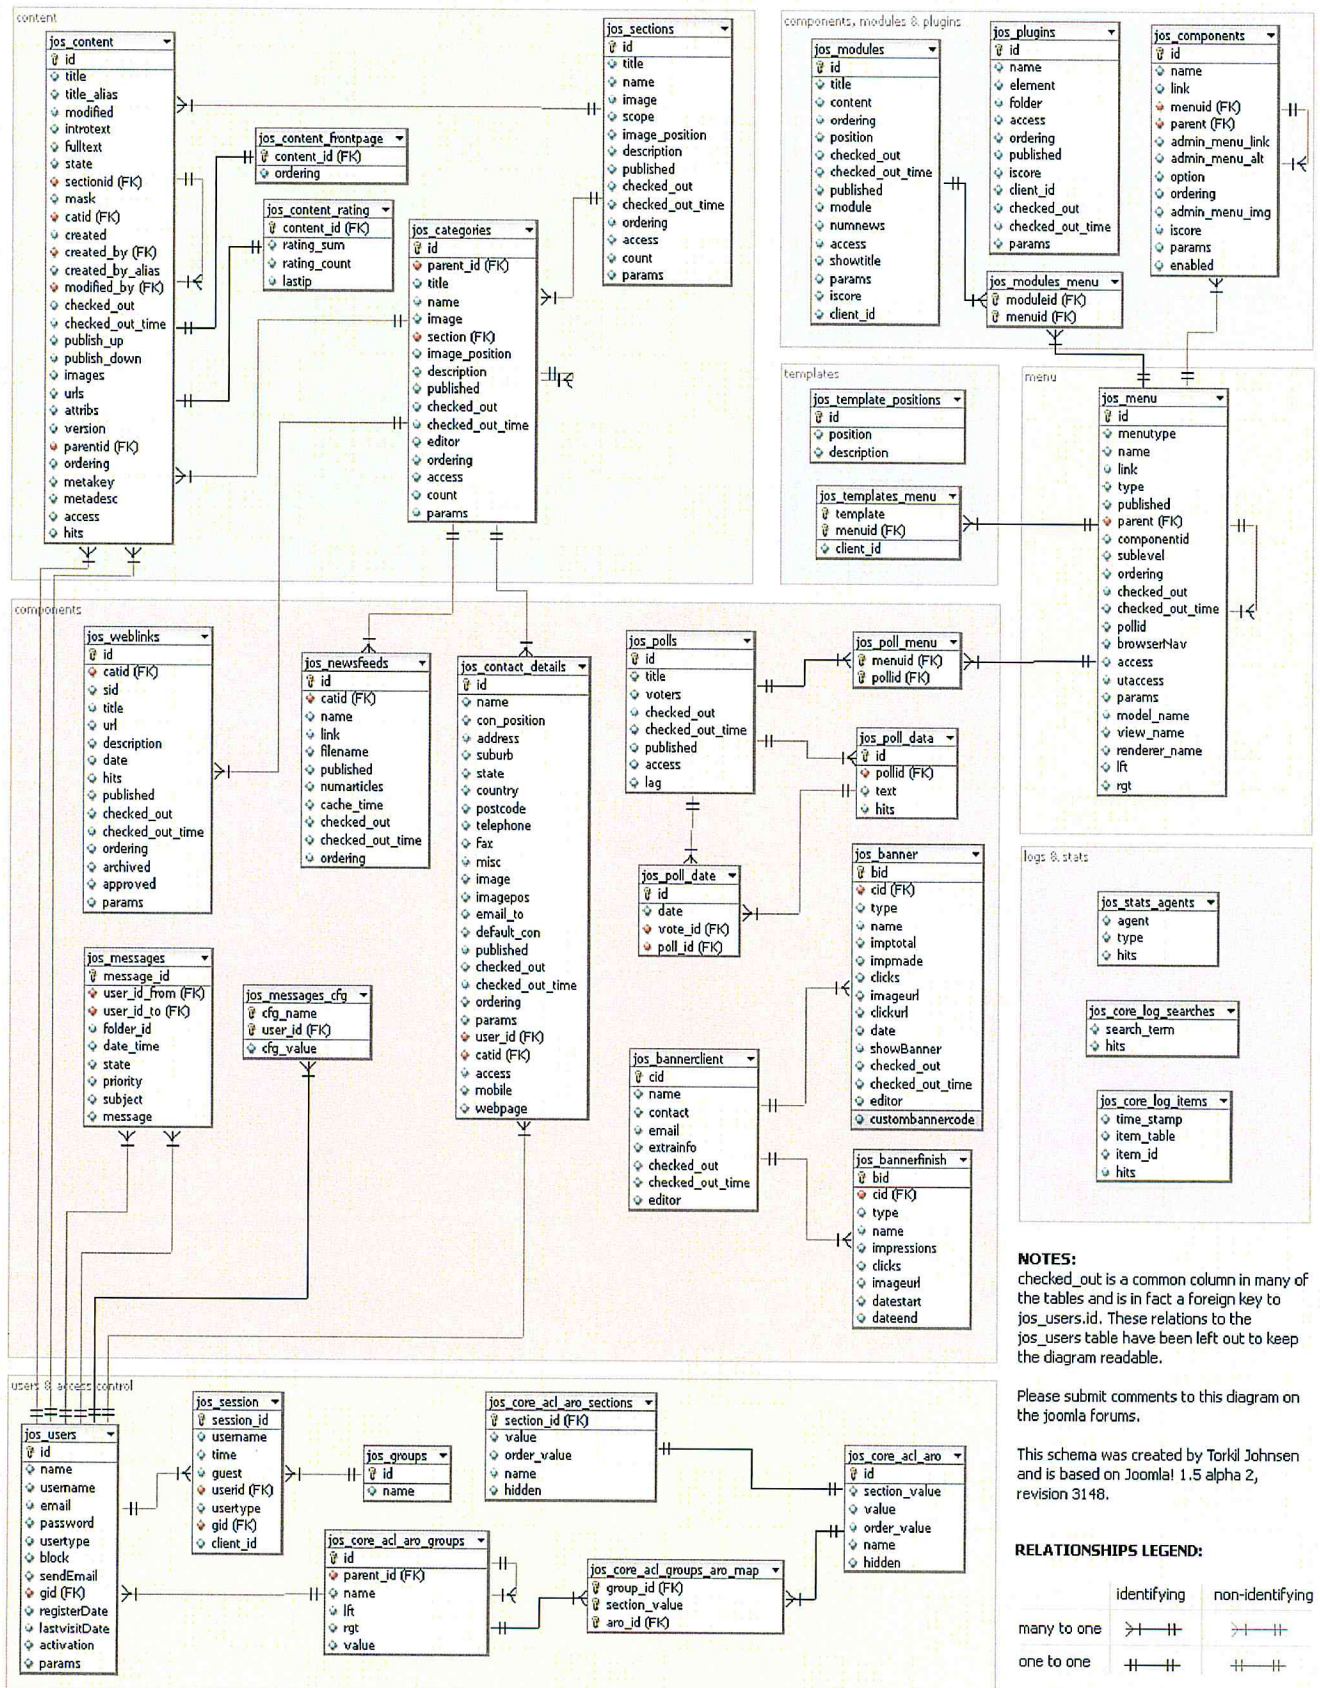 content
jos_content
id
title
title_alias
modified
introtext
fulltext
state
sectionid (FK)
mask
catid (FK)
created
created_by (FK)
created_by_alias
modified_by (FK)
checked_out
checked_out_time
publish_up
publish_down
images
urls
attribs
version
parentid (FK)
ordering
metakey
metadesc
access
hits
jos_content_frontpage
content_id (FK)
ordering
jos_content_rating
content_id (FK)
rating_sum
rating_count
lastip
jos_categories
id
parent_id (FK)
title
name
image
section (FK)
image_position
description
published
checked_out
checked_out_time
editor
ordering
access
count
params
jos_sections
id
title
name
image
scope
image_position
description
published
checked_out
checked_out_time
ordering
access
count
params
components, modules & plugins
jos_modules
id
title
content
ordering
position
checked_out
checked_out_time
published
module
numnews
access
showtitle
params
iscore
client_id
jos_plugins
id
name
element
folder
access
ordering
published
iscore
client_id
checked_out
checked_out_time
params
jos_modules_menu
moduleid (FK)
menuid (FK)
jos_components
id
name
link
menuid (FK)
parent (FK)
admin_menu_link
admin_menu_alt
option
ordering
admin_menu_img
iscore
params
enabled
templates
jos_template_positions
id
position
description
jos_templates_menu
template
menuid (FK)
client_id
menu
jos_menu
id
menutype
name
link
type
published
parent (FK)
componentid
sublevel
ordering
checked_out
checked_out_time
pollid
browserNav
access
utaccess
params
model_name
view_name
renderer_name
lft
rgt
components
jos_weblinks
id
catid (FK)
sid
title
url
description
date
hits
published
checked_out
checked_out_time
ordering
archived
approved
params
jos_newsfeeds
id
catid (FK)
name
link
filename
published
numarticles
cache_time
checked_out
checked_out_time
ordering
jos_contact_details
id
name
con_position
address
suburb
state
country
postcode
telephone
fax
misc
image
imagepos
email_to
default_con
published
checked_out
checked_out_time
ordering
params
user_id (FK)
catid (FK)
access
mobile
webpage
jos_polls
id
title
voters
checked_out
checked_out_time
published
access
lag
jos_poll_menu
menuid (FK)
pollid (FK)
jos_poll_data
id
pollid (FK)
text
hits
jos_poll_date
id
date
vote_id (FK)
poll_id (FK)
jos_banner
bid
cid (FK)
type
name
imptotal
impmade
clicks
imageurl
clickurl
date
showBanner
checked_out
checked_out_time
editor
custombannercode
jos_messages
message_id
user_id_from (FK)
user_id_to (FK)
folder_id
date_time
state
priority
subject
message
jos_messages_cfg
cfg_name
user_id (FK)
cfg_value
jos_bannerclient
cid
name
contact
email
extrainfo
checked_out
checked_out_time
editor
jos_bannerfinish
bid
cid (FK)
type
name
impressions
clicks
imageurl
datestart
dateend
logs & stats
jos_stats_agents
agent
type
hits
jos_core_log_searches
search_term
hits
jos_core_log_items
time_stamp
item_table
item_id
hits
users & access control
jos_users
id
name
username
email
password
usertype
block
sendEmail
gid (FK)
registerDate
lastvisitDate
activation
params
jos_session
session_id
username
time
guest
userid (FK)
usertype
gid (FK)
client_id
jos_groups
id
name
jos_core_acl_aro_sections
section_id (FK)
value
order_value
name
hidden
jos_core_acl_aro_groups
id
parent_id (FK)
name
lft
rgt
value
jos_core_acl_groups_aro_map
group_id (FK)
section_value
aro_id (FK)
jos_core_acl_aro
id
section_value
value
order_value
name
hidden
NOTES:
checked_out is a common column in many of
the tables and is in fact a foreign key to
jos_users.id. These relations to the
jos_users table have been left out to keep
the diagram readable.
Please submit comments to this diagram on
the joomla forums.
This schema was created by Torkil Johnsen
and is based on Joomla! 1.5 alpha 2,
revision 3148.
RELATIONSHIPS LEGEND:
identifying non-identifying
many to one
one to one